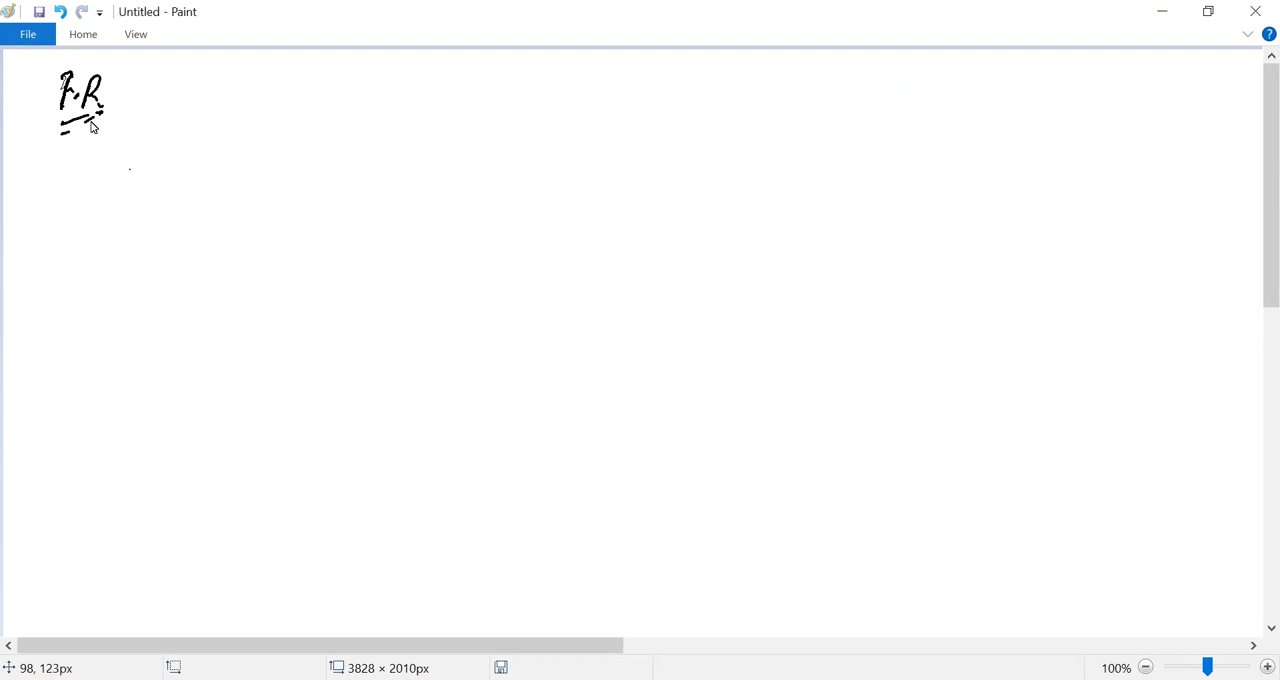 Untitled - Paint
File Home View
F.R.
98, 123px 3828 × 2010px 100%